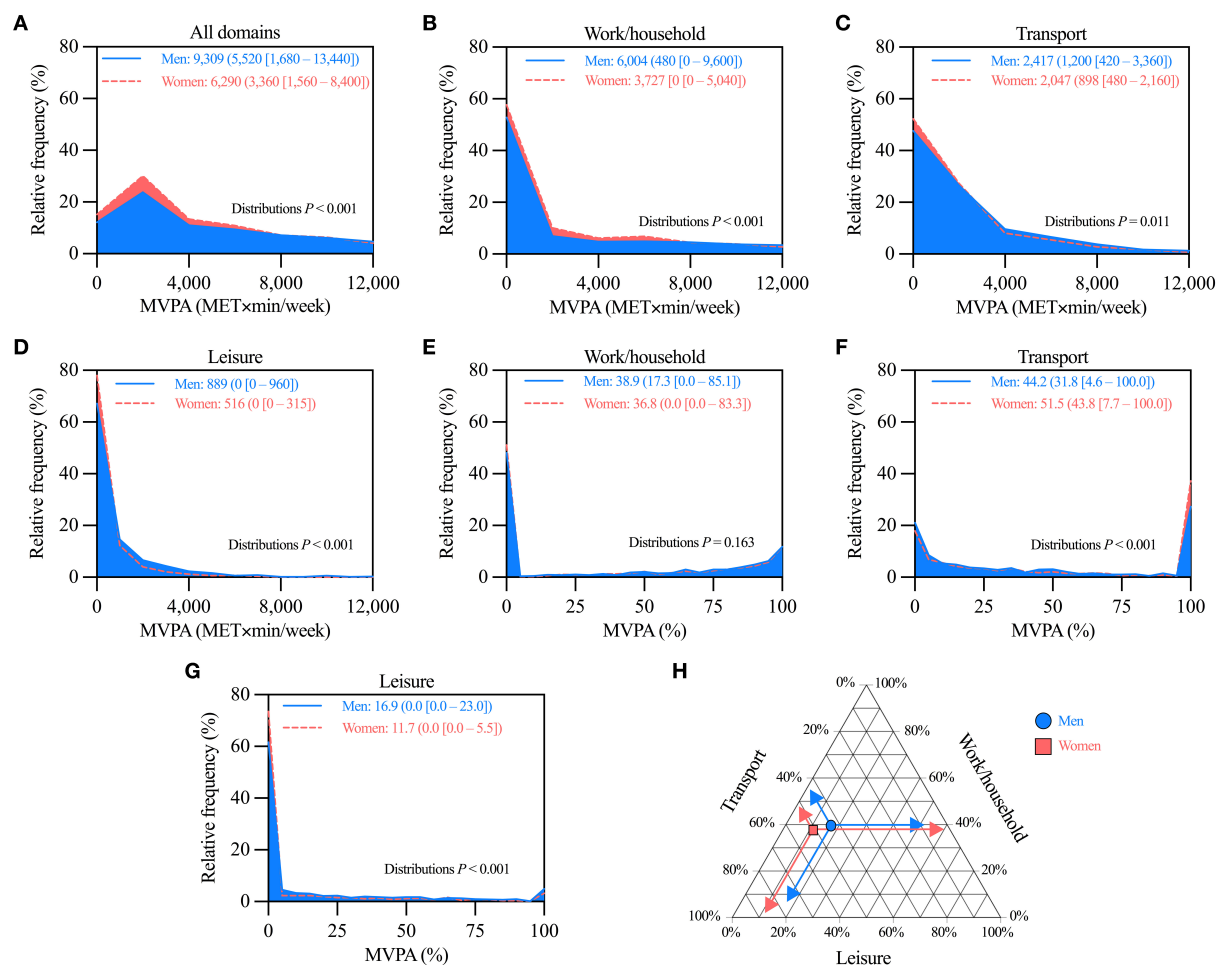 A
All domains
Men: 9,309 (5,520 [1,680 – 13,440])
Women: 6,290 (3,360 [1,560 – 8,400])
Distributions P < 0.001
Relative frequency (%)
80
60
40
20
0
0 4,000 8,000 12,000
MVPA (MET×min/week)
B
Work/household
Men: 6,004 (480 [0 – 9,600])
Women: 3,727 [0 [0 – 5,040])
Distributions P < 0.001
Relative frequency (%)
80
60
40
20
0
0 4,000 8,000 12,000
MVPA (MET×min/week)
C
Transport
Men: 2,417 (1,200 [420 – 3,360])
Women: 2,047 (898 [480 – 2,160])
Distributions P = 0.011
Relative frequency (%)
80
60
40
20
0
0 4,000 8,000 12,000
MVPA (MET×min/week)
D
Leisure
Men: 889 (0 [0 – 960])
Women: 516 (0 [0 – 315])
Distributions P < 0.001
Relative frequency (%)
80
60
40
20
0
0 4,000 8,000 12,000
MVPA (MET×min/week)
E
Work/household
Men: 38.9 (17.3 [0.0 – 85.1])
Women: 36.8 (0.0 [0.0 – 83.3])
Distributions P = 0.163
Relative frequency (%)
80
60
40
20
0
0 25 50 75 100
MVPA (%)
F
Transport
Men: 44.2 (31.8 [4.6 – 100.0])
Women: 51.5 (43.8 [7.7 – 100.0])
Distributions P < 0.001
Relative frequency (%)
80
60
40
20
0
0 25 50 75 100
MVPA (%)
G
Leisure
Men: 16.9 (0.0 [0.0 – 23.0])
Women: 11.7 (0.0 [0.0 – 5.5])
Distributions P < 0.001
Relative frequency (%)
80
60
40
20
0
0 25 50 75 100
MVPA (%)
H
0% 100%
20% 80%
40% 60%
60% 40%
80% 20%
100% 0%
0% 20% 40% 60% 80% 100%
Transport
Work/household
Leisure
Men
Women